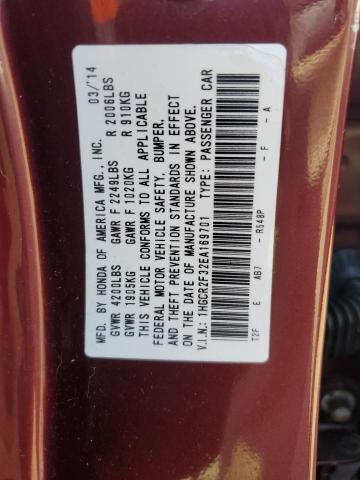 MFD. BY HONDA OF AMERICA MFG., INC. 03/'14
GVWR 4200LBS GAWR F 2249LBS R 2006LBS
GVWR 1905KG GAWR F 1020KG R 910KG
THIS VEHICLE CONFORMS TO ALL APPLICABLE
FEDERAL MOTOR VEHICLE SAFETY, BUMPER,
AND THEFT PREVENTION STANDARDS IN EFFECT
ON THE DATE OF MANUFACTURE SHOWN ABOVE.
V.I.N.: 1HGCR2F32EA169701 TYPE: PASSENGER CAR
T2F E AB7 - R548P - F - A